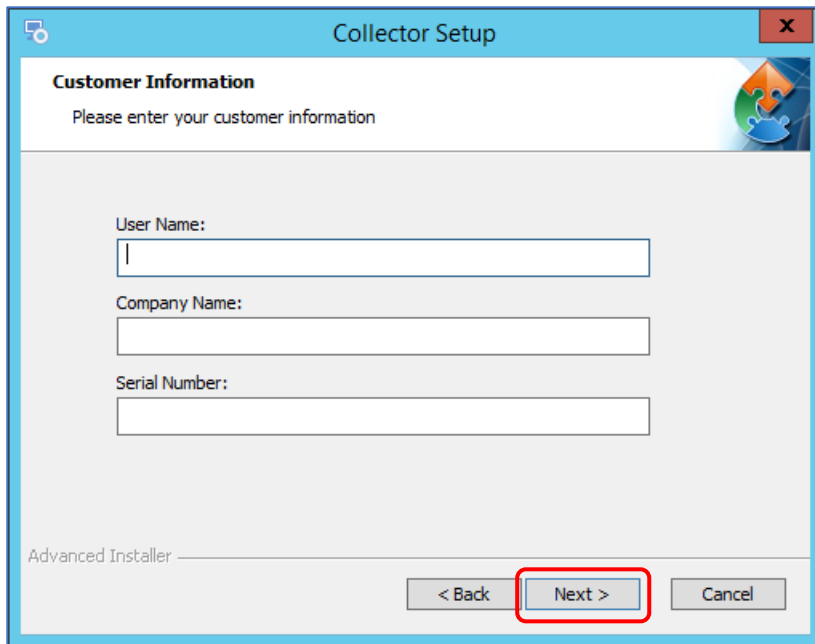 Collector Setup
x
Customer Information
Please enter your customer information
User Name:
Company Name:
Serial Number:
Advanced Installer
< Back
Next >
Cancel